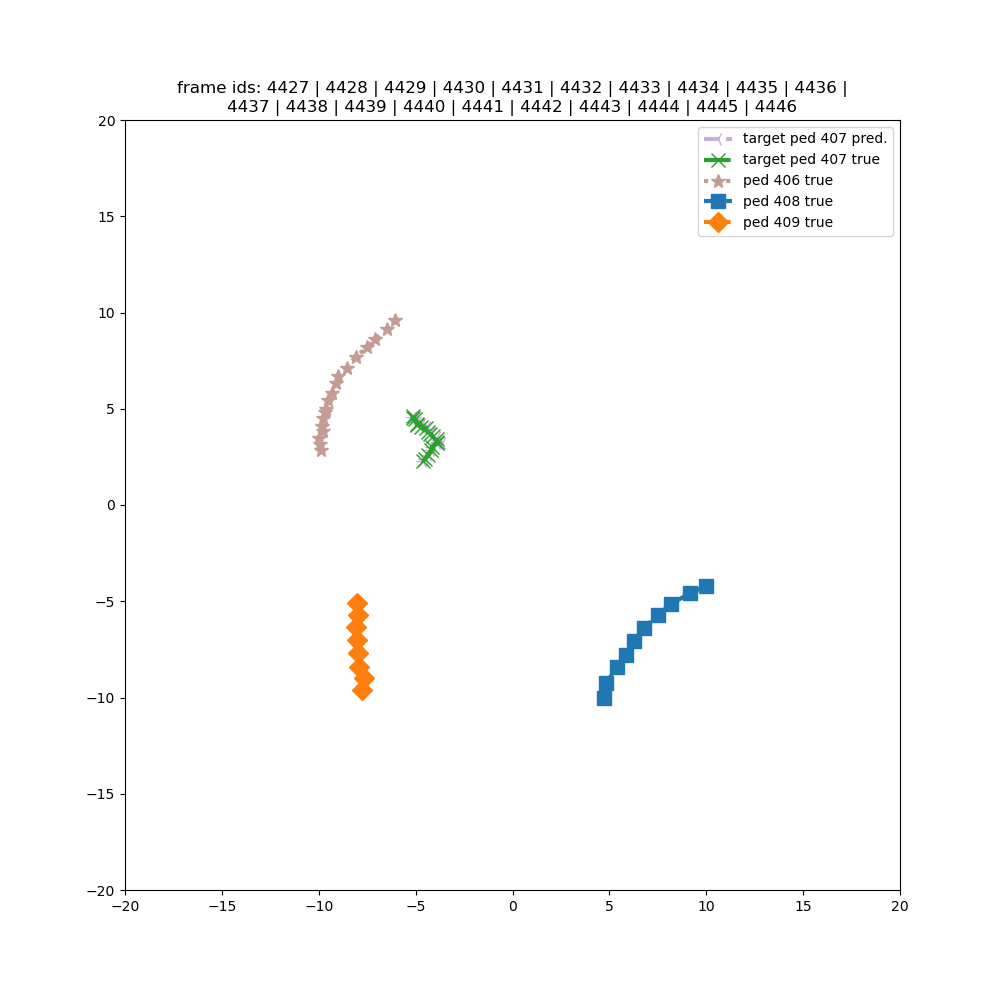 frame ids: 4427 | 4428 | 4429 | 4430 | 4431 | 4432 | 4433 | 4434 | 4435 | 4436 |
4437 | 4438 | 4439 | 4440 | 4441 | 4442 | 4443 | 4444 | 4445 | 4446
target ped 407 pred.
target ped 407 true
ped 406 true
ped 408 true
ped 409 true
20
15
10
5
0
−5
−10
−15
−20
−20 −15 −10 −5 0 5 10 15 20